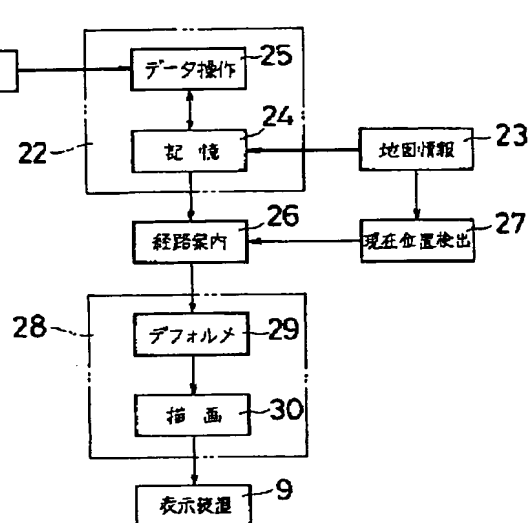 データ操作
25
記憶
24
22
地図情報
23
経路案内
26
現在位置検出
27
28
デフォルメ
29
描画
30
表示装置
9